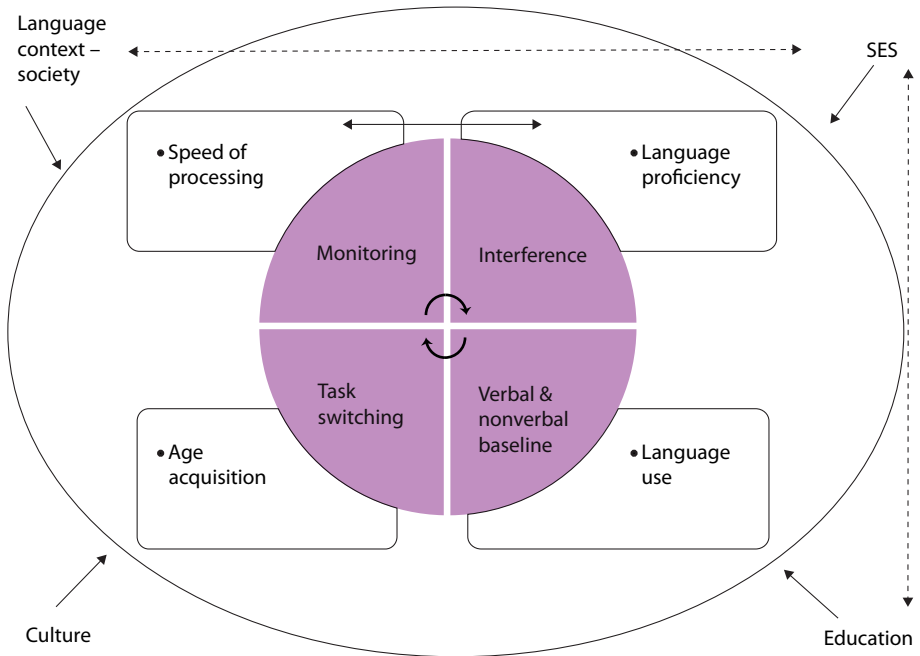 Language
context –
society
SES
• Speed of
processing
• Language
proficiency
Monitoring
Interference
Task
switching
Verbal &
nonverbal
baseline
• Age
acquisition
• Language
use
Culture
Education